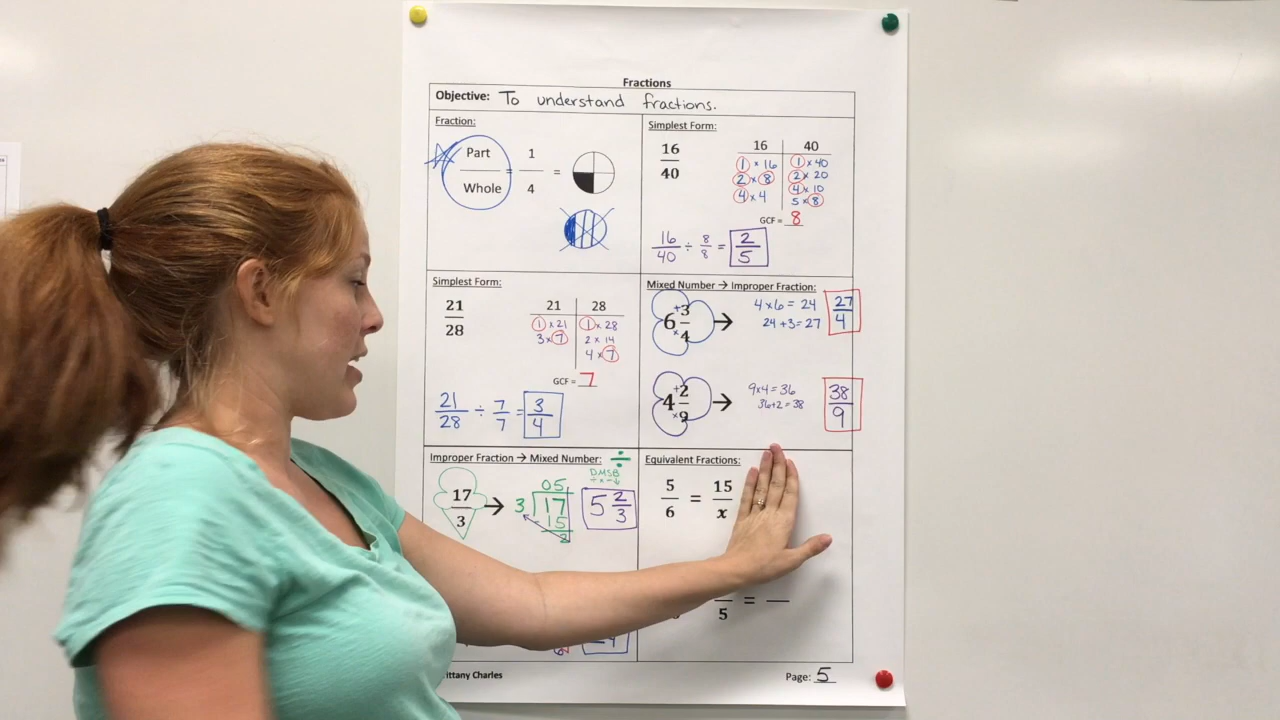 Fractions
Objective: To understand fractions.
Fraction:
Part
Whole
=
1
4
=
Simplest Form:
16
40
16 40
1 x 16 1 x 40
2 x 8 2 x 20
4 x 4 4 x 10
5 x 8
GCF = 8
16/40 ÷ 8/8 = 2/5
Simplest Form:
21
28
21 28
1 x 21 1 x 28
3 x 7 2 x 14
4 x 7
GCF = 7
21/28 ÷ 7/7 = 3/4
Mixed Number → Improper Fraction:
6 + 3/4 x →
4 x 6 = 24
24 + 3 = 27
27/4
4 + 2/9 x →
9x4 = 36
36+2 = 38
38/9
Improper Fraction → Mixed Number: ÷
D.M.S.B
÷ x − ↓
17/3 →
05
3 17
- 15
2
5 2/3
Equivalent Fractions:
5/6 = 15/x
5 =
ittany Charles
Page: 5